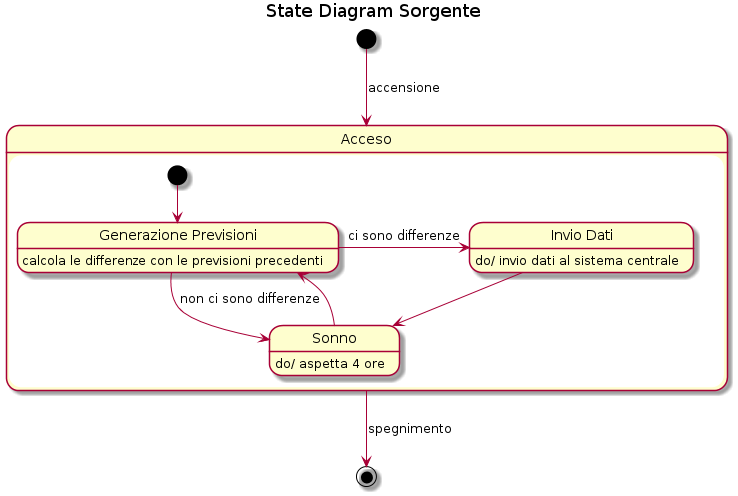 State Diagram Sorgente
accensione
Acceso
Generazione Previsioni
calcola le differenze con le previsioni precedenti
ci sono differenze
Invio Dati
do/ invio dati al sistema centrale
non ci sono differenze
Sonno
do/ aspetta 4 ore
spegnimento